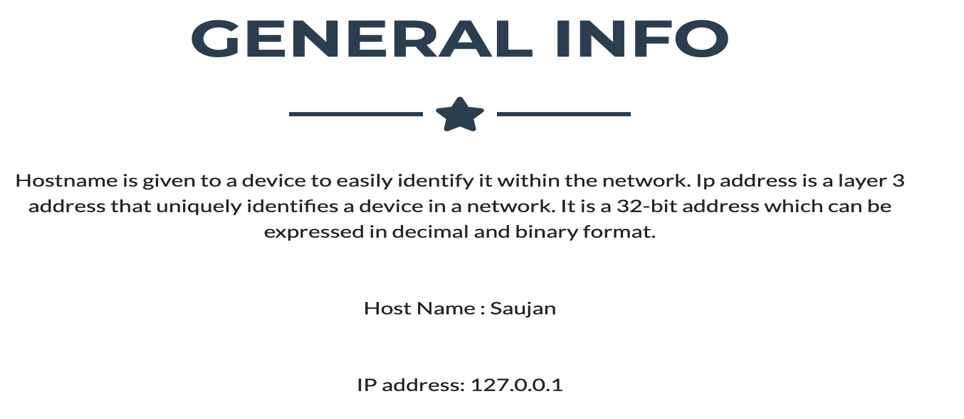 GENERAL INFO
Hostname is given to a device to easily identify it within the network. Ip address is a layer 3
address that uniquely identifies a device in a network. It is a 32-bit address which can be
expressed in decimal and binary format.
Host Name : Saujan
IP address: 127.0.0.1